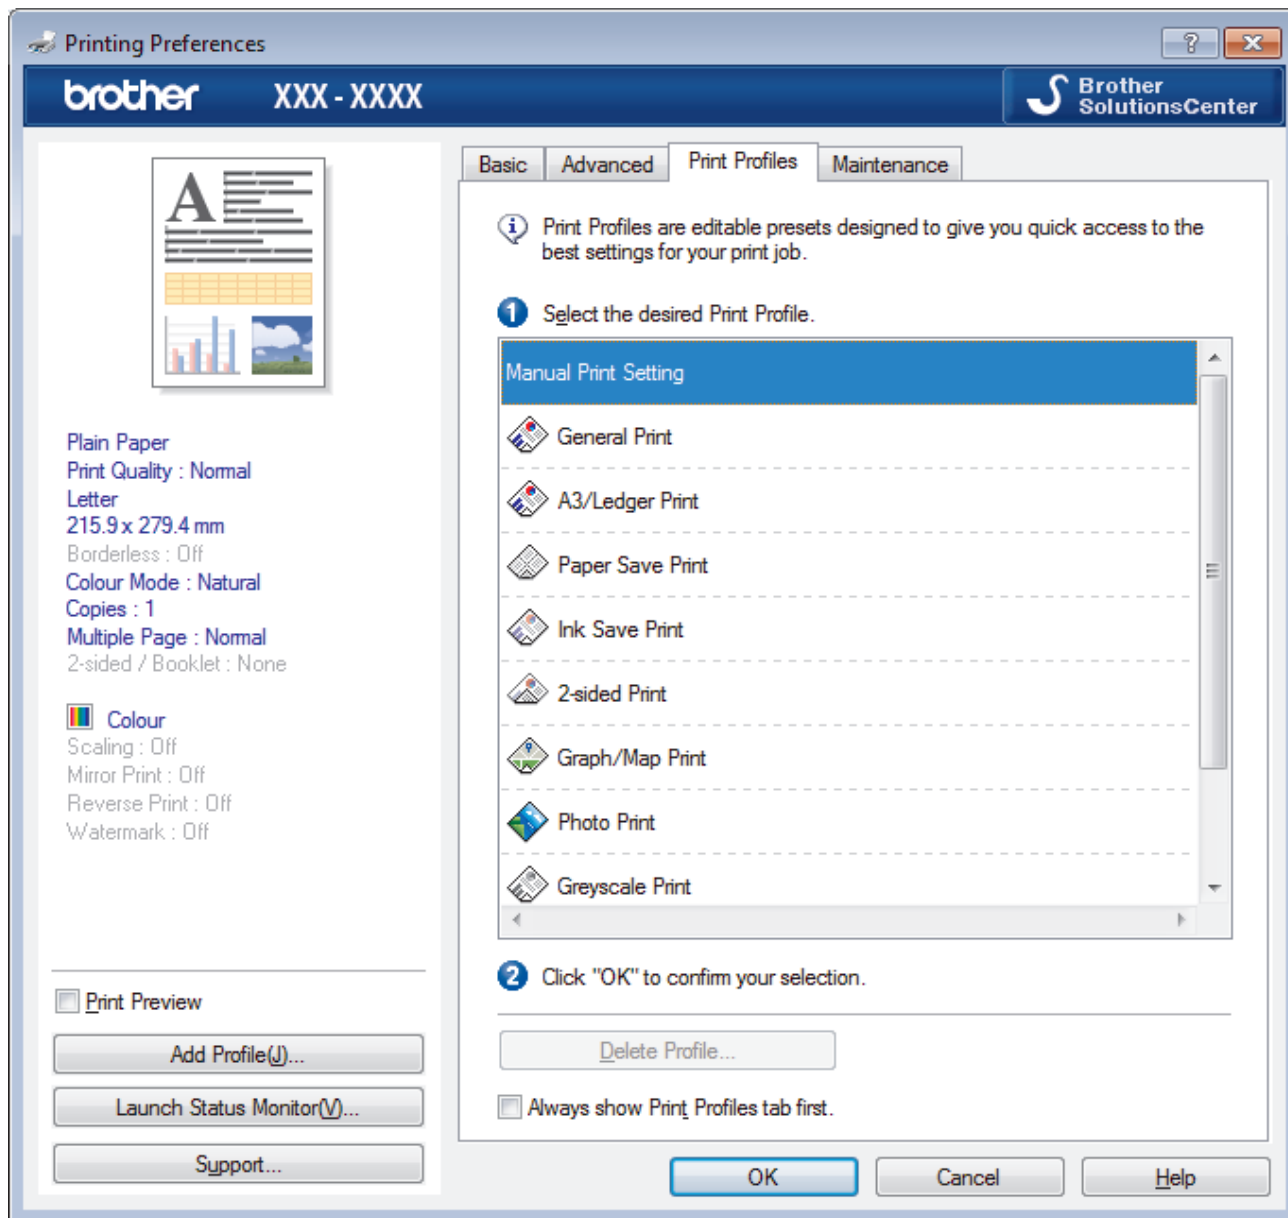 Printing Preferences
brother XXX - XXXX
Brother
SolutionsCenter
A
Plain Paper
Print Quality : Normal
Letter
215.9 x 279.4 mm
Borderless : Off
Colour Mode : Natural
Copies : 1
Multiple Page : Normal
2-sided / Booklet : None
Colour
Scaling : Off
Mirror Print : Off
Reverse Print : Off
Watermark : Off
Print Preview
Add Profile(J)...
Launch Status Monitor(V)...
Support...
Basic Advanced Print Profiles Maintenance
Print Profiles are editable presets designed to give you quick access to the
best settings for your print job.
1 Select the desired Print Profile.
Manual Print Setting
General Print
A3/Ledger Print
Paper Save Print
Ink Save Print
2-sided Print
Graph/Map Print
Photo Print
Greyscale Print
2 Click "OK" to confirm your selection.
Delete Profile...
Always show Print Profiles tab first.
OK Cancel Help